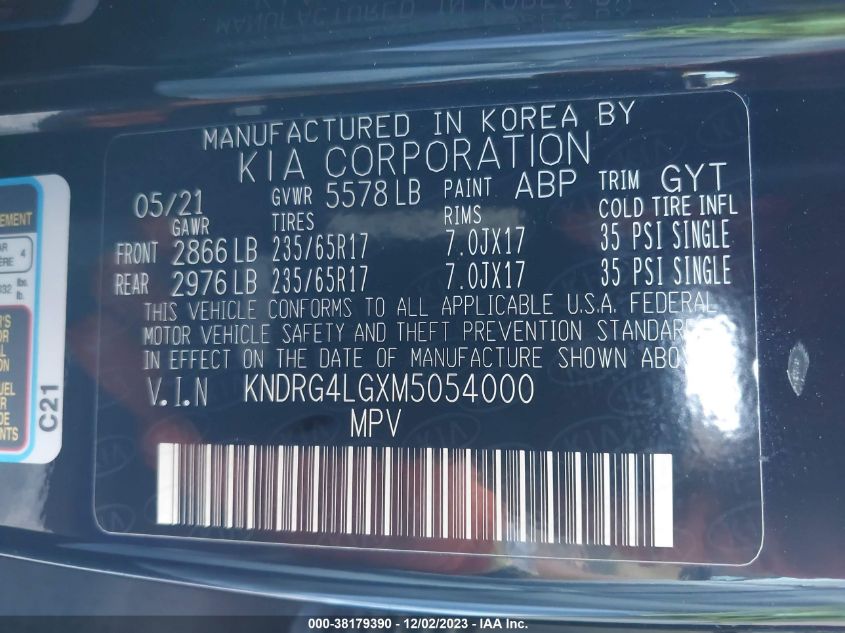 MANUFACTURED IN KOREA BY
KIA CORPORATION
05/21 GVWR 5578 LB PAINT ABP TRIM GYT
GAWR TIRES RIMS COLD TIRE INFL
FRONT 2866 LB 235/65R17 7.0JX17 35 PSI SINGLE
REAR 2976 LB 235/65R17 7.0JX17 35 PSI SINGLE
THIS VEHICLE CONFORMS TO ALL APPLICABLE U.S.A. FEDERAL
MOTOR VEHICLE SAFETY AND THEFT PREVENTION STANDARD
IN EFFECT ON THE DATE OF MANUFACTURE SHOWN ABO
V.I.N KNDRG4LGXM5054000
MPV
C21
000-38179390 - 12/02/2023 - IAA Inc.